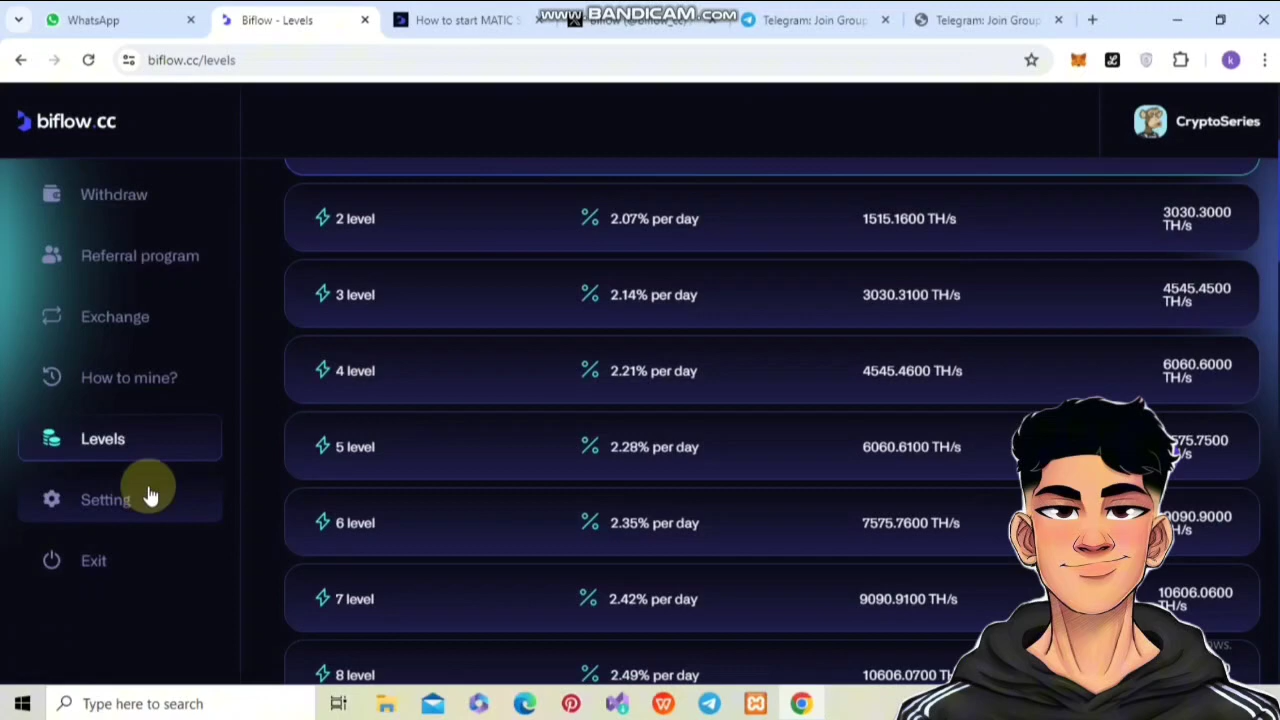 WhatsApp
Biflow - Levels
How to start MATIC S
Telegram: Join Group
Telegram: Join Group
www.BANDICAM.com
biflow.cc/levels
k
biflow.cc
CryptoSeries
Withdraw
Referral program
Exchange
How to mine?
Levels
Setting
Exit
2 level 2.07% per day 1515.1600 TH/s 3030.3000 TH/s
3 level 2.14% per day 3030.3100 TH/s 4545.4500 TH/s
4 level 2.21% per day 4545.4600 TH/s 6060.6000 TH/s
5 level 2.28% per day 6060.6100 TH/s
6 level 2.35% per day 7575.7600 TH/s
7 level 2.42% per day 9090.9100 TH/s 10606.0600 TH/s
8 level 2.49% per day 10606.0700 TH/s
Type here to search